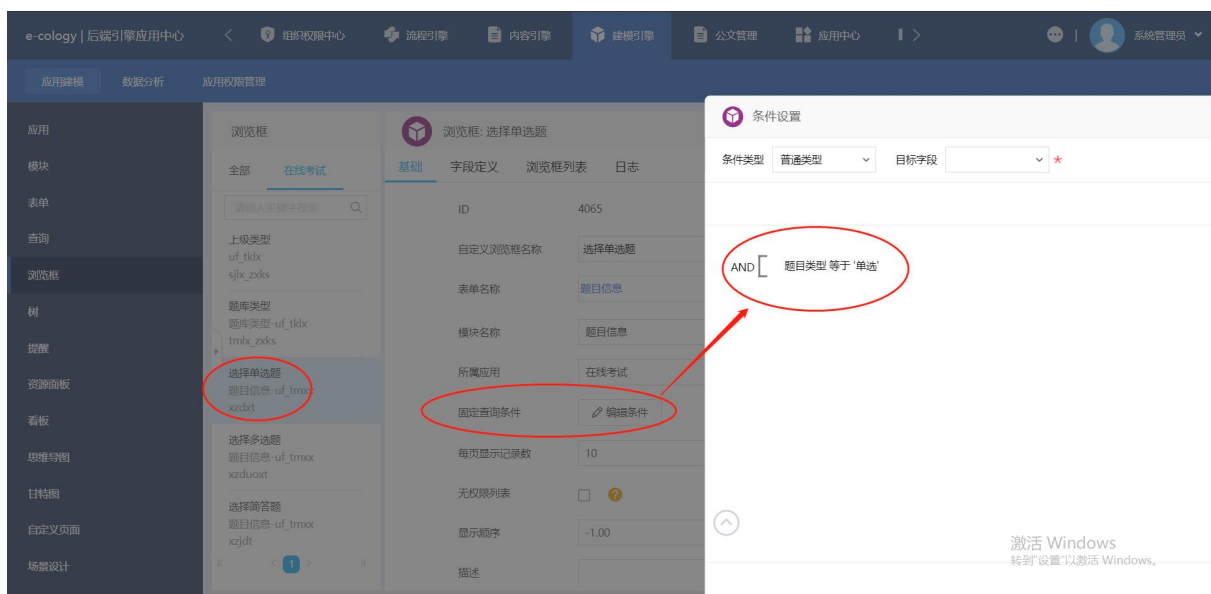 e-cology | 后端引擎应用中心
组织权限中心
流程引擎
内容引擎
建模引擎
公文管理
应用中心
系统管理员
应用建模
数据分析
应用权限管理
应用
模块
表单
查询
浏览框
树
提醒
资源面板
看板
思维导图
甘特图
自定义页面
场景设计
浏览框
全部
在线考试
请输入关键字搜索
上级类型
uf_tklx
sjlx_zxks
题库类型
题库类型-uf_tklx
tmlx_zxks
选择单选题
题目信息-uf_tmxx
xzdxt
选择多选题
题目信息-uf_tmxx
xzduoxt
选择简答题
题目信息-uf_tmxx
xzjdt
1
浏览框: 选择单选题
基础
字段定义
浏览框列表
日志
ID
4065
自定义浏览框名称
选择单选题
表单名称
题目信息
模块名称
题目信息
所属应用
在线考试
固定查询条件
编辑条件
每页显示记录数
10
无权限列表
?
显示顺序
-1.00
描述
条件设置
条件类型
普通类型
目标字段
*
AND
题目类型 等于 '单选'
激活 Windows
转到"设置"以激活 Windows。